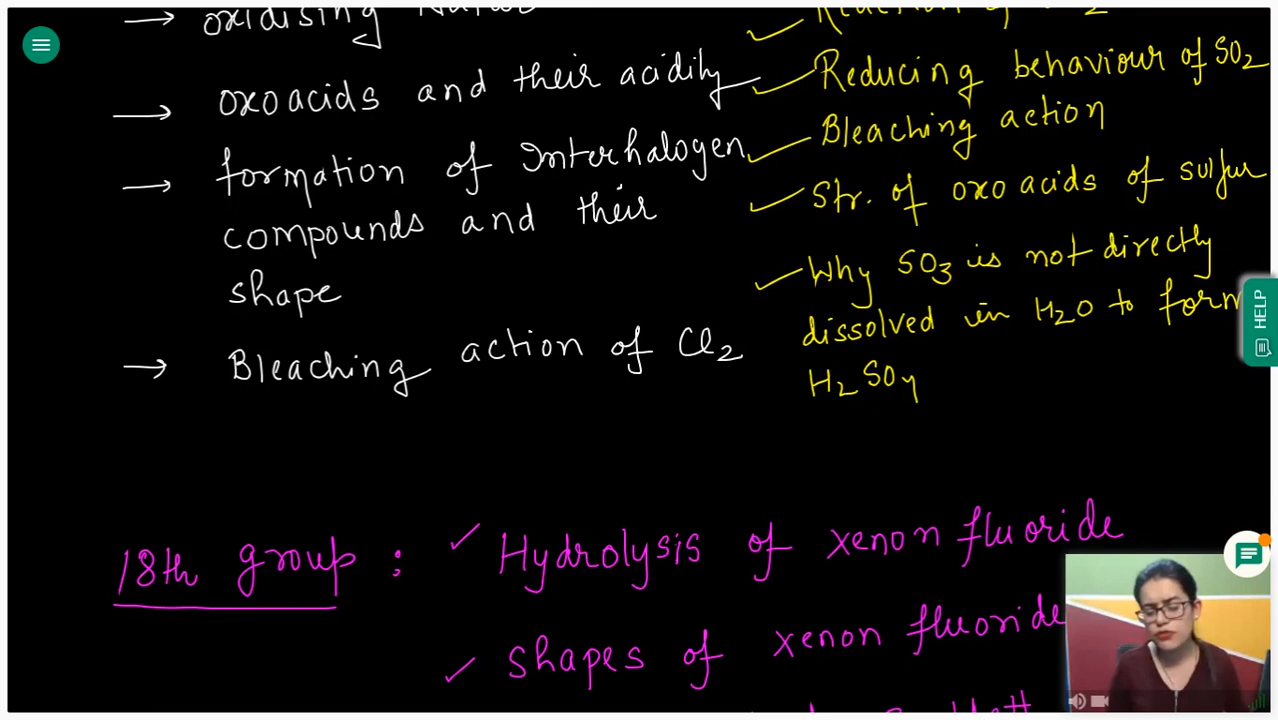 → oxidising
→ oxoacids and their acidity
→ formation of Interhalogen
compounds and their
shape
→ Bleaching action of Cl2
Reducing behaviour of SO2
Bleaching action
Str. of oxo acids of sulfur
Why SO3 is not directly
dissolved in H2O to form
H2SO4
HELP
18th group : ✓ Hydrolysis of xenon fluoride
✓ shapes of xenon fluoride